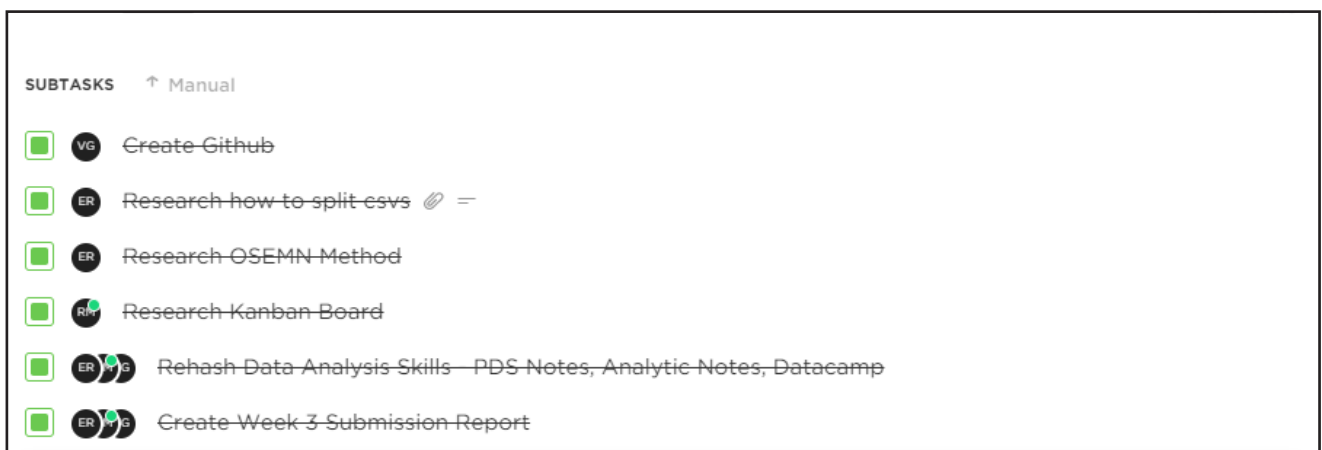 SUBTASKS ↑ Manual
VG Create Github
ER Research how to split csvs
ER Research OSEMN Method
RM Research Kanban Board
ER G Rehash Data Analysis Skills - PDS Notes, Analytic Notes, Datacamp
ER G Create Week 3 Submission Report